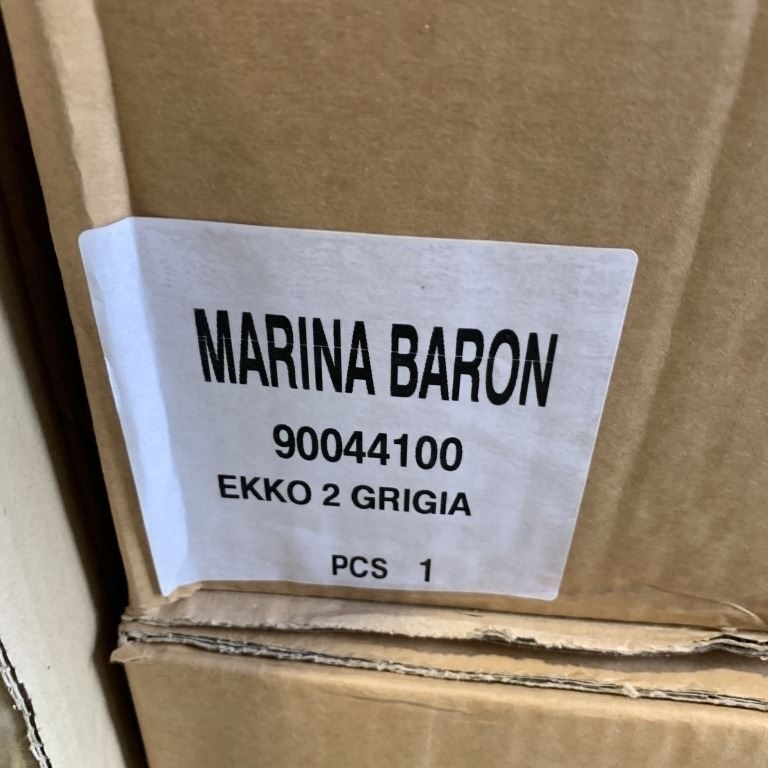 MARINA BARON
90044100
EKKO 2 GRIGIA
PCS 1